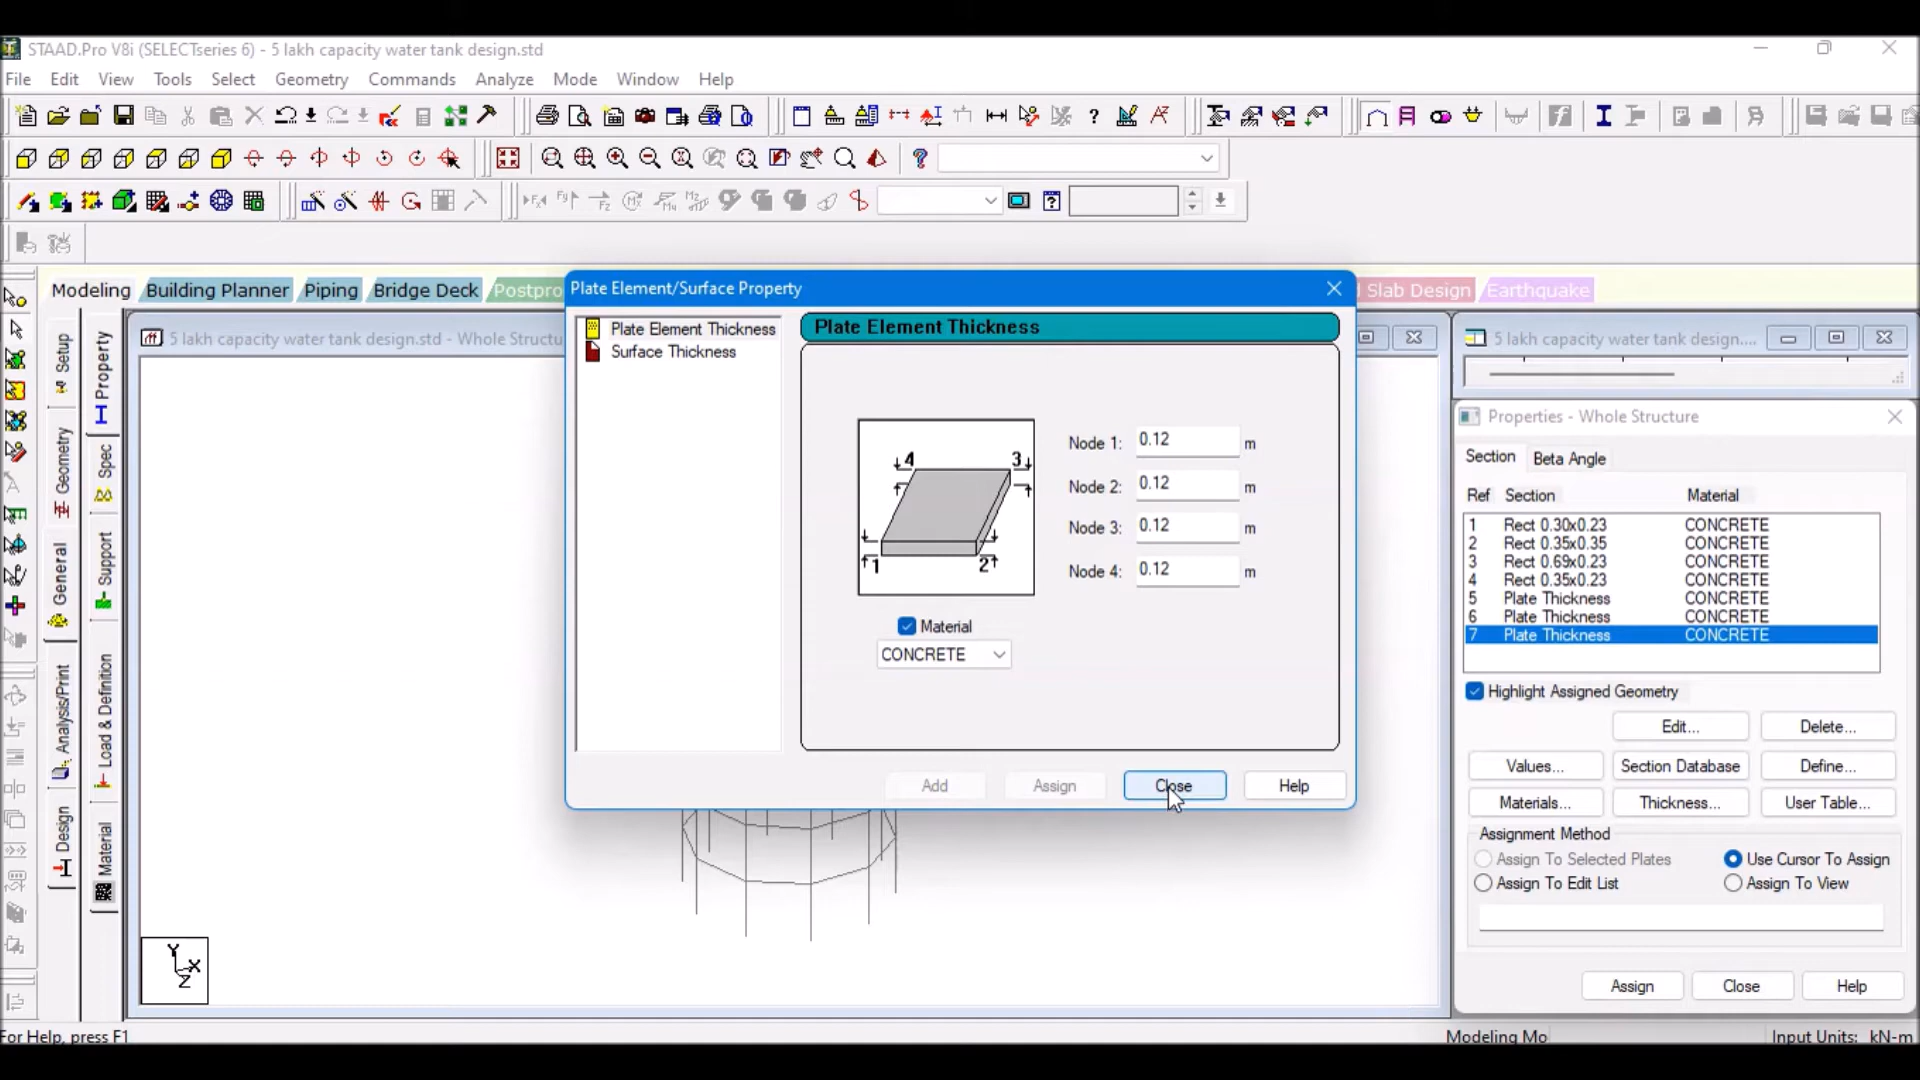 STAAD.Pro V8i (SELECTseries 6) - 5 lakh capacity water tank design.std
File Edit View Tools Select Geometry Commands Analyze Mode Window Help
Modeling Building Planner Piping Bridge Deck Postpro
Slab Design Earthquake
5 lakh capacity water tank design.std - Whole Structu
Setup
Geometry
General
Analysis/Print
Design
Property
Spec
Support
Load & Definition
Material
Plate Element/Surface Property
Plate Element Thickness
Surface Thickness
Plate Element Thickness
4 3
1 2
Node 1: 0.12 m
Node 2: 0.12 m
Node 3: 0.12 m
Node 4: 0.12 m
Material
CONCRETE
Add Assign Close Help
Y
X
Z
5 lakh capacity water tank design....
Properties - Whole Structure
Section Beta Angle
Ref Section Material
1 Rect 0.30x0.23 CONCRETE
2 Rect 0.35x0.35 CONCRETE
3 Rect 0.69x0.23 CONCRETE
4 Rect 0.35x0.23 CONCRETE
5 Plate Thickness CONCRETE
6 Plate Thickness CONCRETE
7 Plate Thickness CONCRETE
Highlight Assigned Geometry
Edit... Delete...
Values... Section Database Define...
Materials... Thickness... User Table...
Assignment Method
Assign To Selected Plates Use Cursor To Assign
Assign To Edit List Assign To View
Assign Close Help
For Help, press F1
Modeling Mo Input Units: kN-m